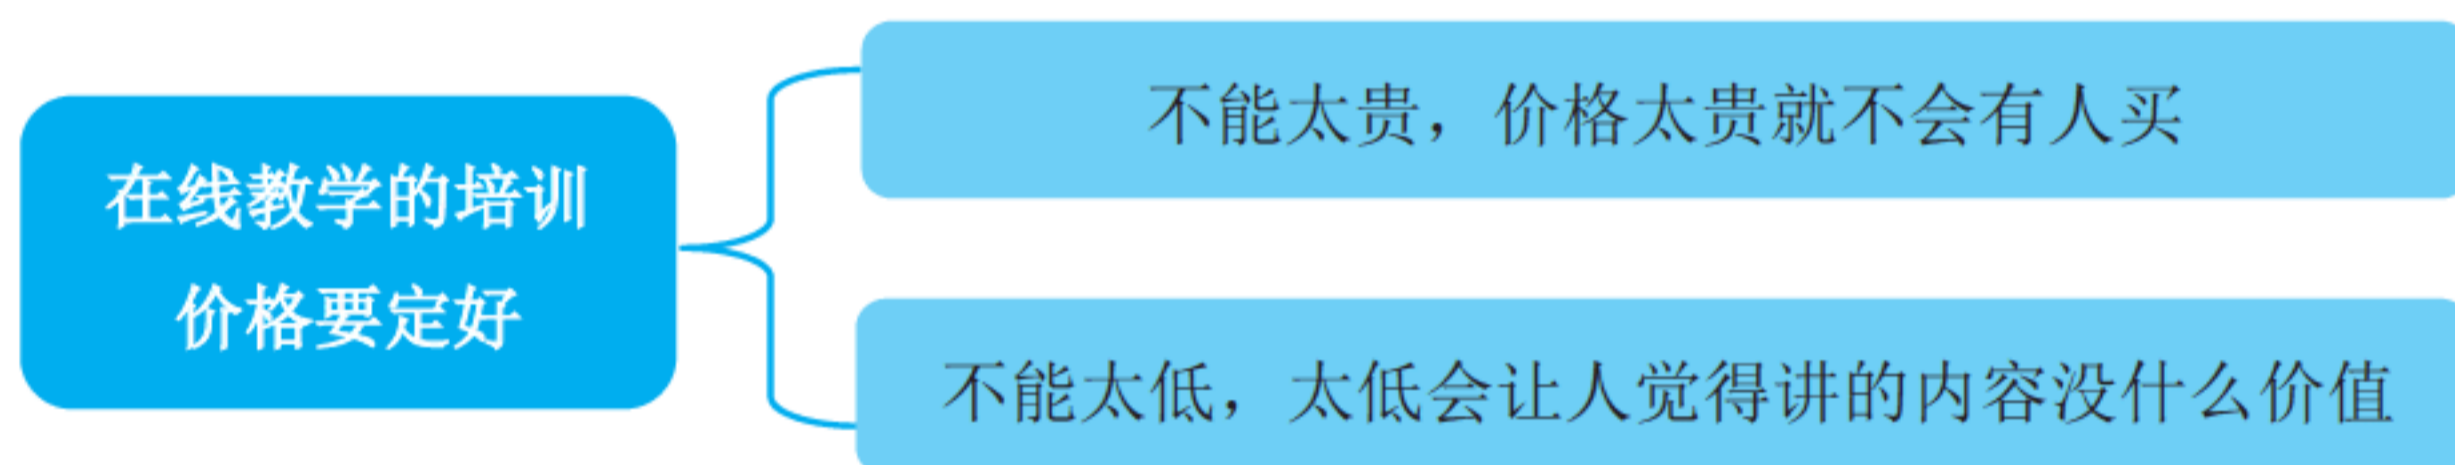 在线教学的培训
价格要定好
不能太贵，价格太贵就不会有人买
不能太低，太低会让人觉得讲的内容没什么价值